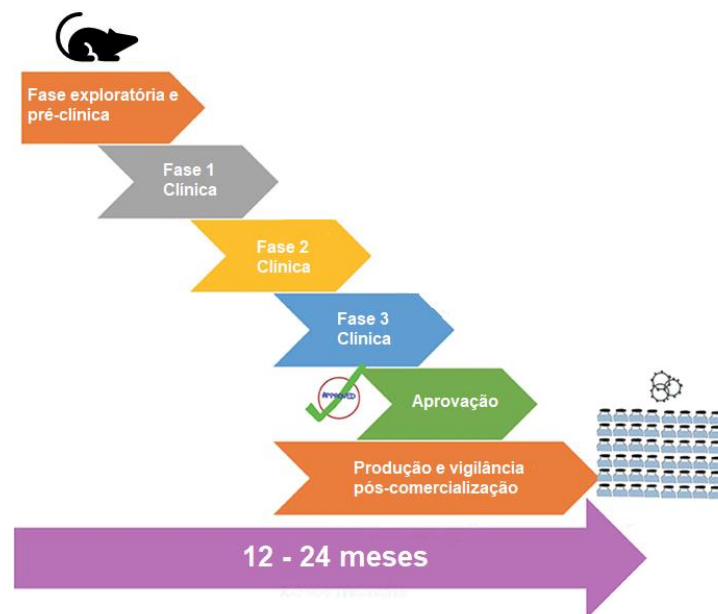 Fase exploratória e
pré-clínica
Fase 1
Clínica
Fase 2
Clínica
Fase 3
Clínica
APPROVED
Aprovação
Produção e vigilância
pós-comercialização
12 - 24 meses